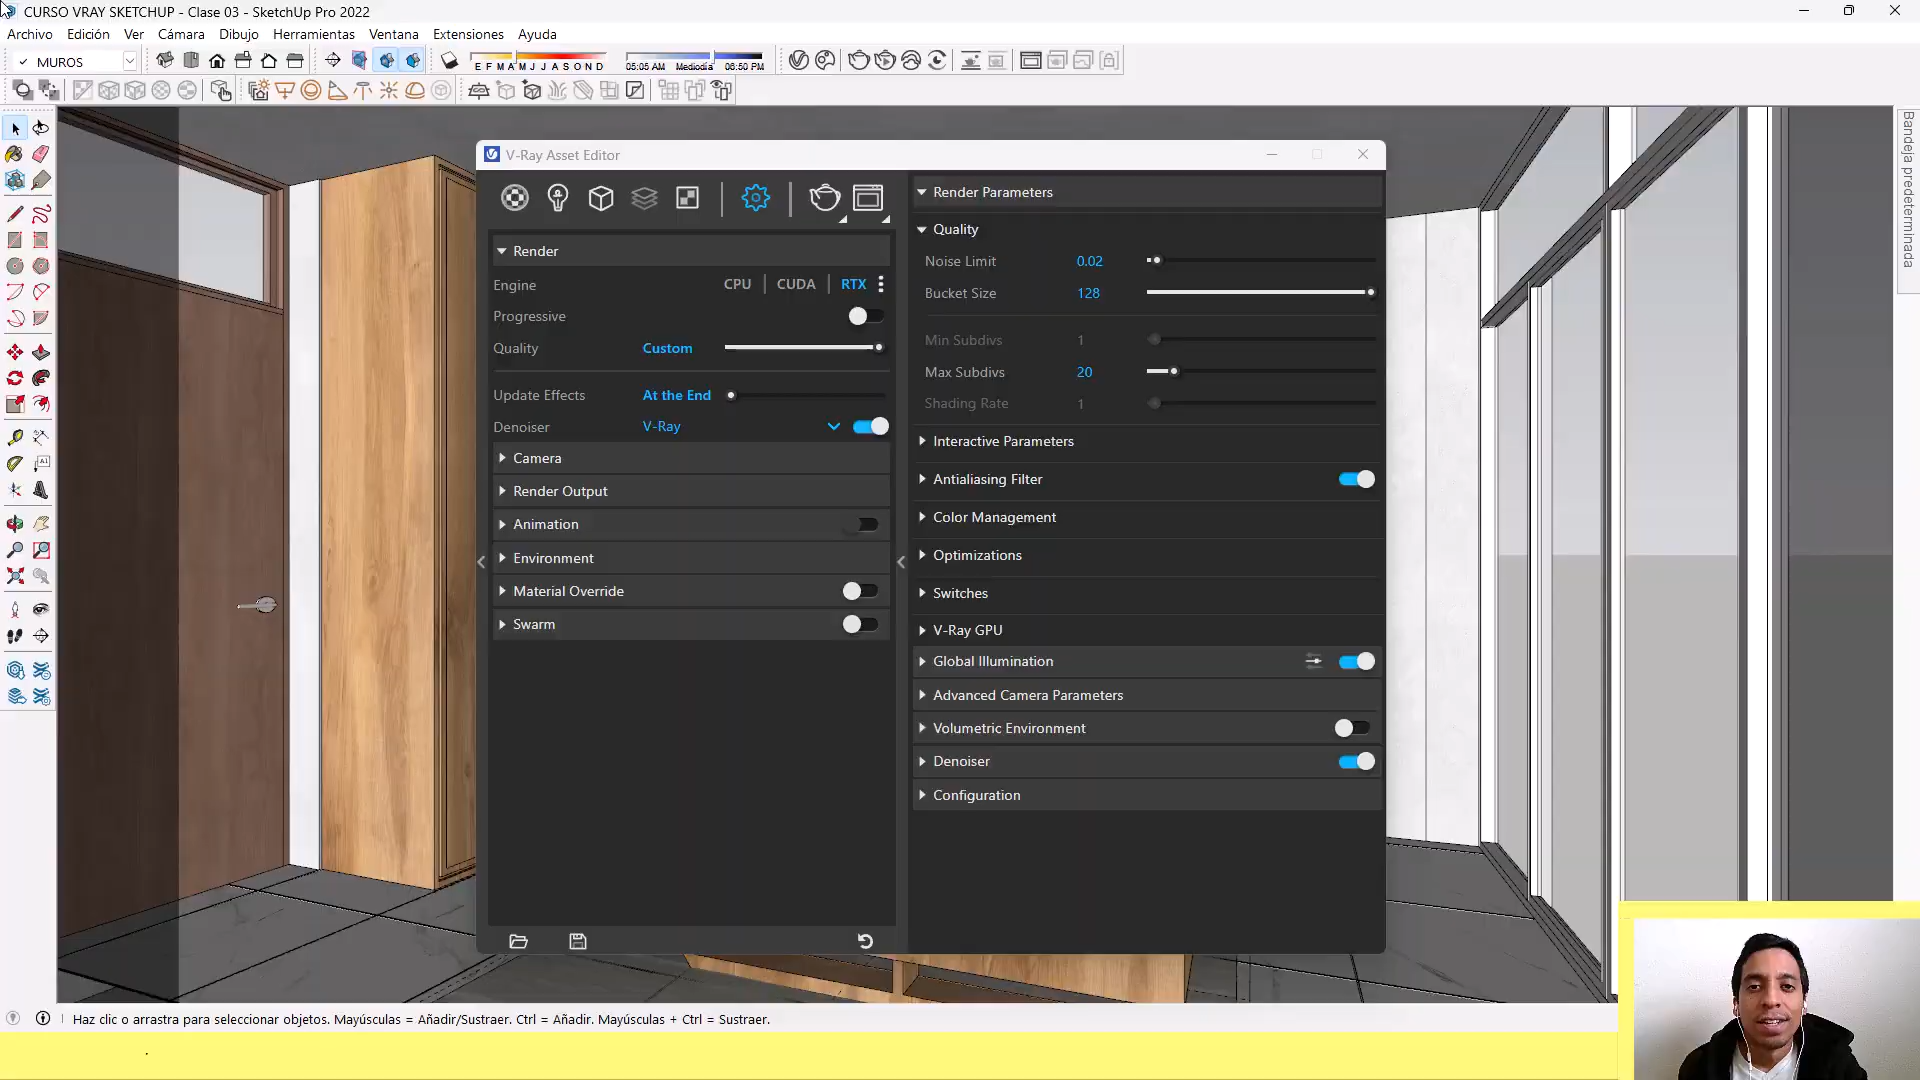 CURSO VRAY SKETCHUP - Clase 03 - SketchUp Pro 2022
Archivo Edición Ver Cámara Dibujo Herramientas Ventana Extensiones Ayuda
✓ MUROS
E F M A M J J A S O N D
05:05 AM Mediodía 06:50 PM
V-Ray Asset Editor
Render
Engine CPU CUDA RTX
Progressive
Quality Custom
Update Effects At the End
Denoiser V-Ray
Camera
Render Output
Animation
Environment
Material Override
Swarm
Render Parameters
Quality
Noise Limit 0.02
Bucket Size 128
Min Subdivs 1
Max Subdivs 20
Shading Rate 1
Interactive Parameters
Antialiasing Filter
Color Management
Optimizations
Switches
V-Ray GPU
Global Illumination
Advanced Camera Parameters
Volumetric Environment
Denoiser
Configuration
Bandeja predeterminada
Haz clic o arrastra para seleccionar objetos. Mayúsculas = Añadir/Sustraer. Ctrl = Añadir. Mayúsculas + Ctrl = Sustraer.